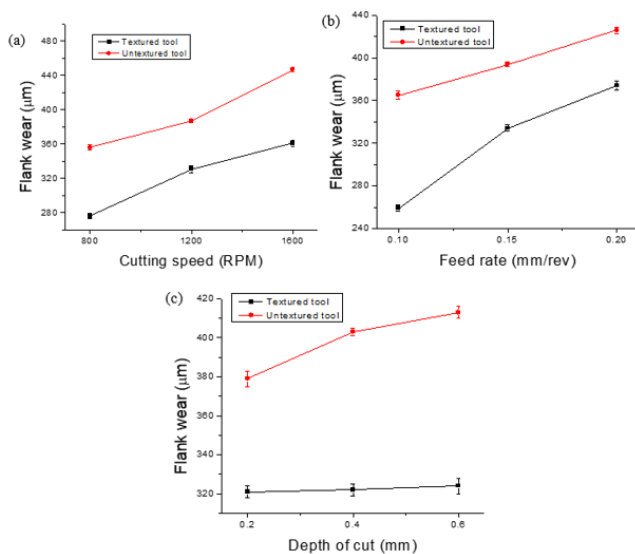 (a)
Textured tool
Untextured tool
Flank wear (μm)
480
440
400
360
320
280
800
1200
1600
Cutting speed (RPM)
(b)
Textured tool
Untextured tool
Flank wear (μm)
440
400
360
320
280
240
0.10
0.15
0.20
Feed rate (mm/rev)
(c)
Textured tool
Untextured tool
Flank wear (μm)
420
400
380
360
340
320
0.2
0.4
0.6
Depth of cut (mm)